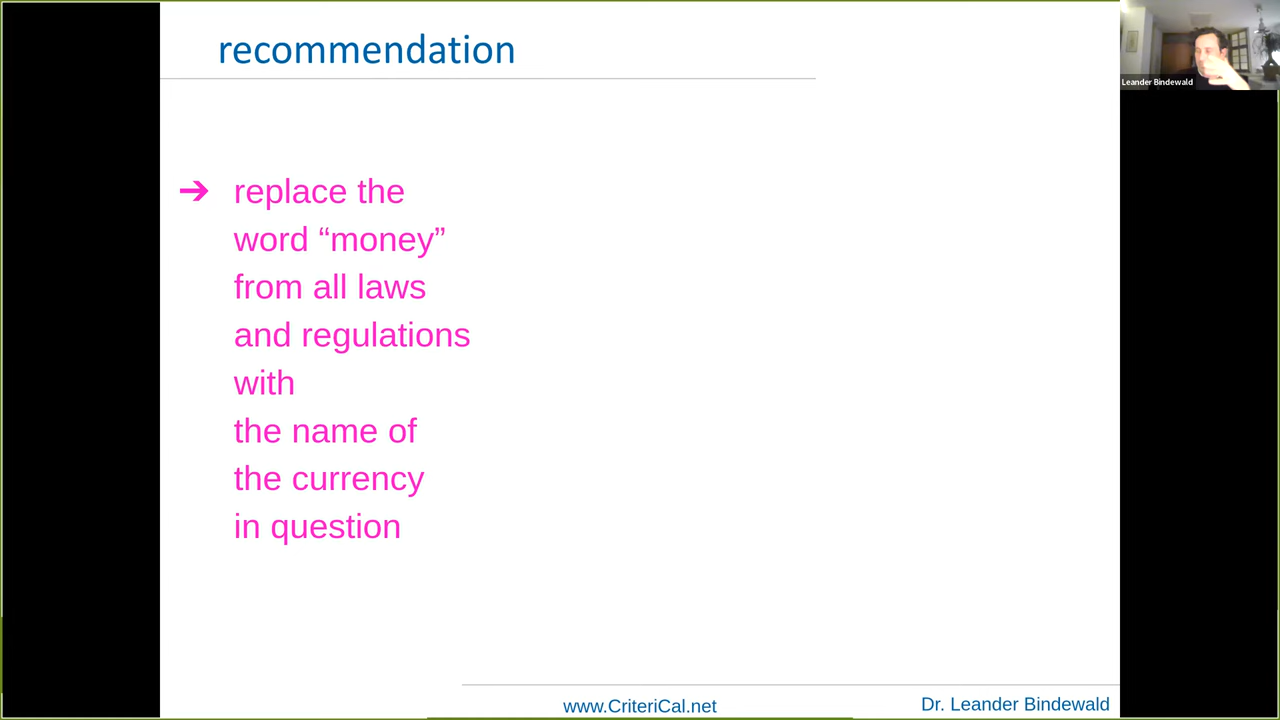 recommendation
Leander Bindewald
➔ replace the
word “money”
from all laws
and regulations
with
the name of
the currency
in question
www.CriteriCal.net
Dr. Leander Bindewald